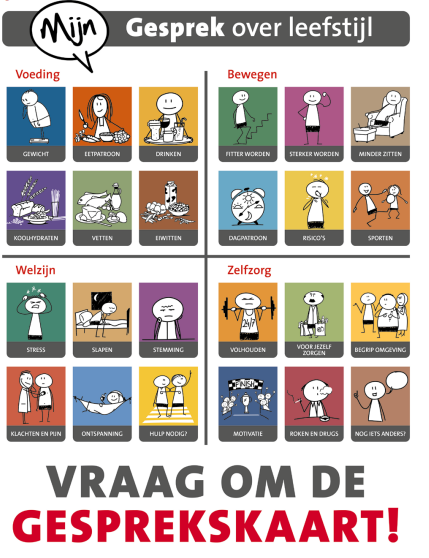 Mijn Gesprek over leefstijl
Voeding
GEWICHT EETPATROON DRINKEN
KOOLHYDRATEN VETTEN EIWITTEN
Bewegen
FITTER WORDEN STERKER WORDEN MINDER ZITTEN
DAGPATROON RISICO'S SPORTEN
Welzijn
STRESS SLAPEN STEMMING
KLACHTEN EN PIJN ONTSPANNING HULP NODIG?
Zelfzorg
VOLHOUDEN VOOR JEZELF ZORGEN BEGRIP OMGEVING
FINISH
MOTIVATIE ROKEN EN DRUGS NOG IETS ANDERS?
VRAAG OM DE
GESPREKSKAART!